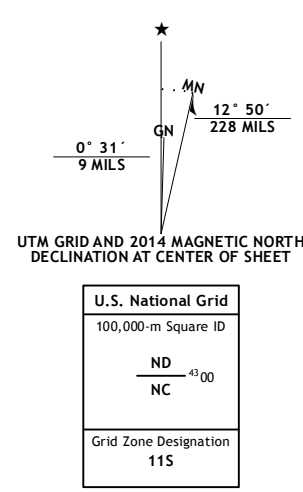 ★
MN
GN
12° 50´
228 MILS
0° 31´
9 MILS
UTM GRID AND 2014 MAGNETIC NORTH
DECLINATION AT CENTER OF SHEET
U.S. National Grid
100,000-m Square ID
ND
4300
NC
Grid Zone Designation
11S